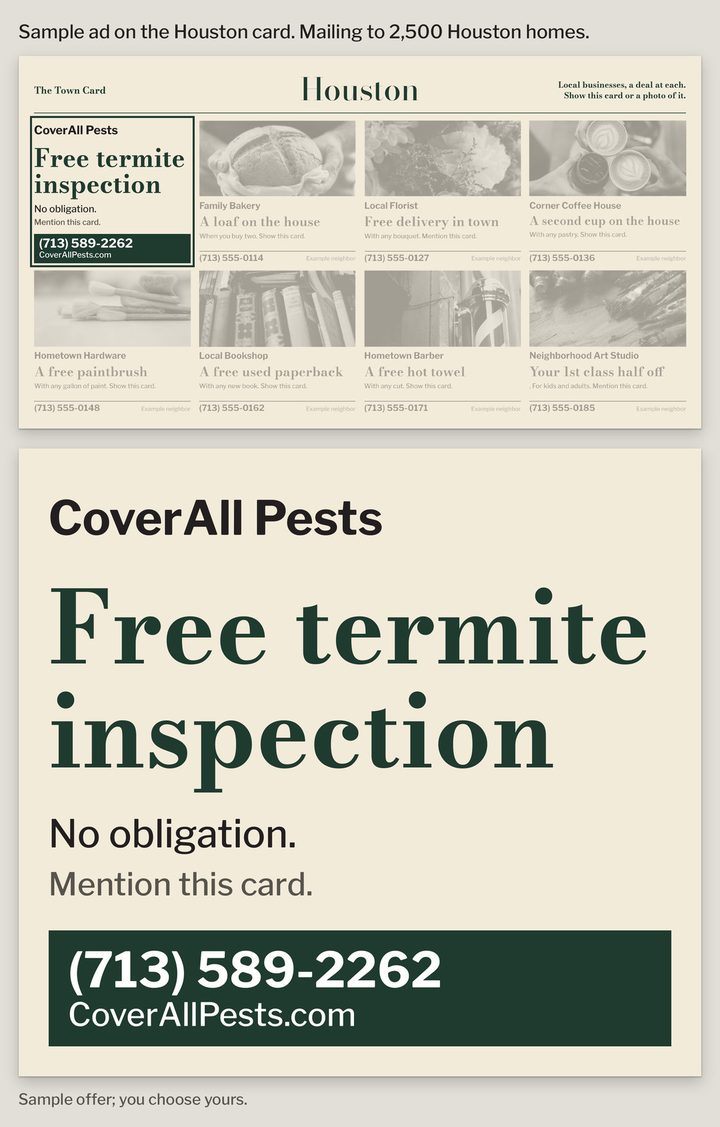 Sample ad on the Houston card. Mailing to 2,500 Houston homes.
The Town Card
Houston
Local businesses, a deal at each.
Show this card or a photo of it.
CoverAll Pests
Free termite
inspection
No obligation.
Mention this card.
(713) 589-2262
CoverAllPests.com
Family Bakery
A loaf on the house
When you buy two. Show this card.
(713) 555-0114
Example neighbor
Local Florist
Free delivery in town
With any bouquet. Mention this card.
(713) 555-0127
Example neighbor
Corner Coffee House
A second cup on the house
With any pastry. Show this card.
(713) 555-0136
Example neighbor
Hometown Hardware
A free paintbrush
With any gallon of paint. Show this card.
(713) 555-0148
Example neighbor
Local Bookshop
A free used paperback
With any new book. Show this card.
(713) 555-0162
Example neighbor
Hometown Barber
A free hot towel
With any cut. Show this card.
(713) 555-0171
Example neighbor
Neighborhood Art Studio
Your 1st class half off
For kids and adults. Mention this card.
(713) 555-0185
Example neighbor
CoverAll Pests
Free termite
inspection
No obligation.
Mention this card.
(713) 589-2262
CoverAllPests.com
Sample offer; you choose yours.